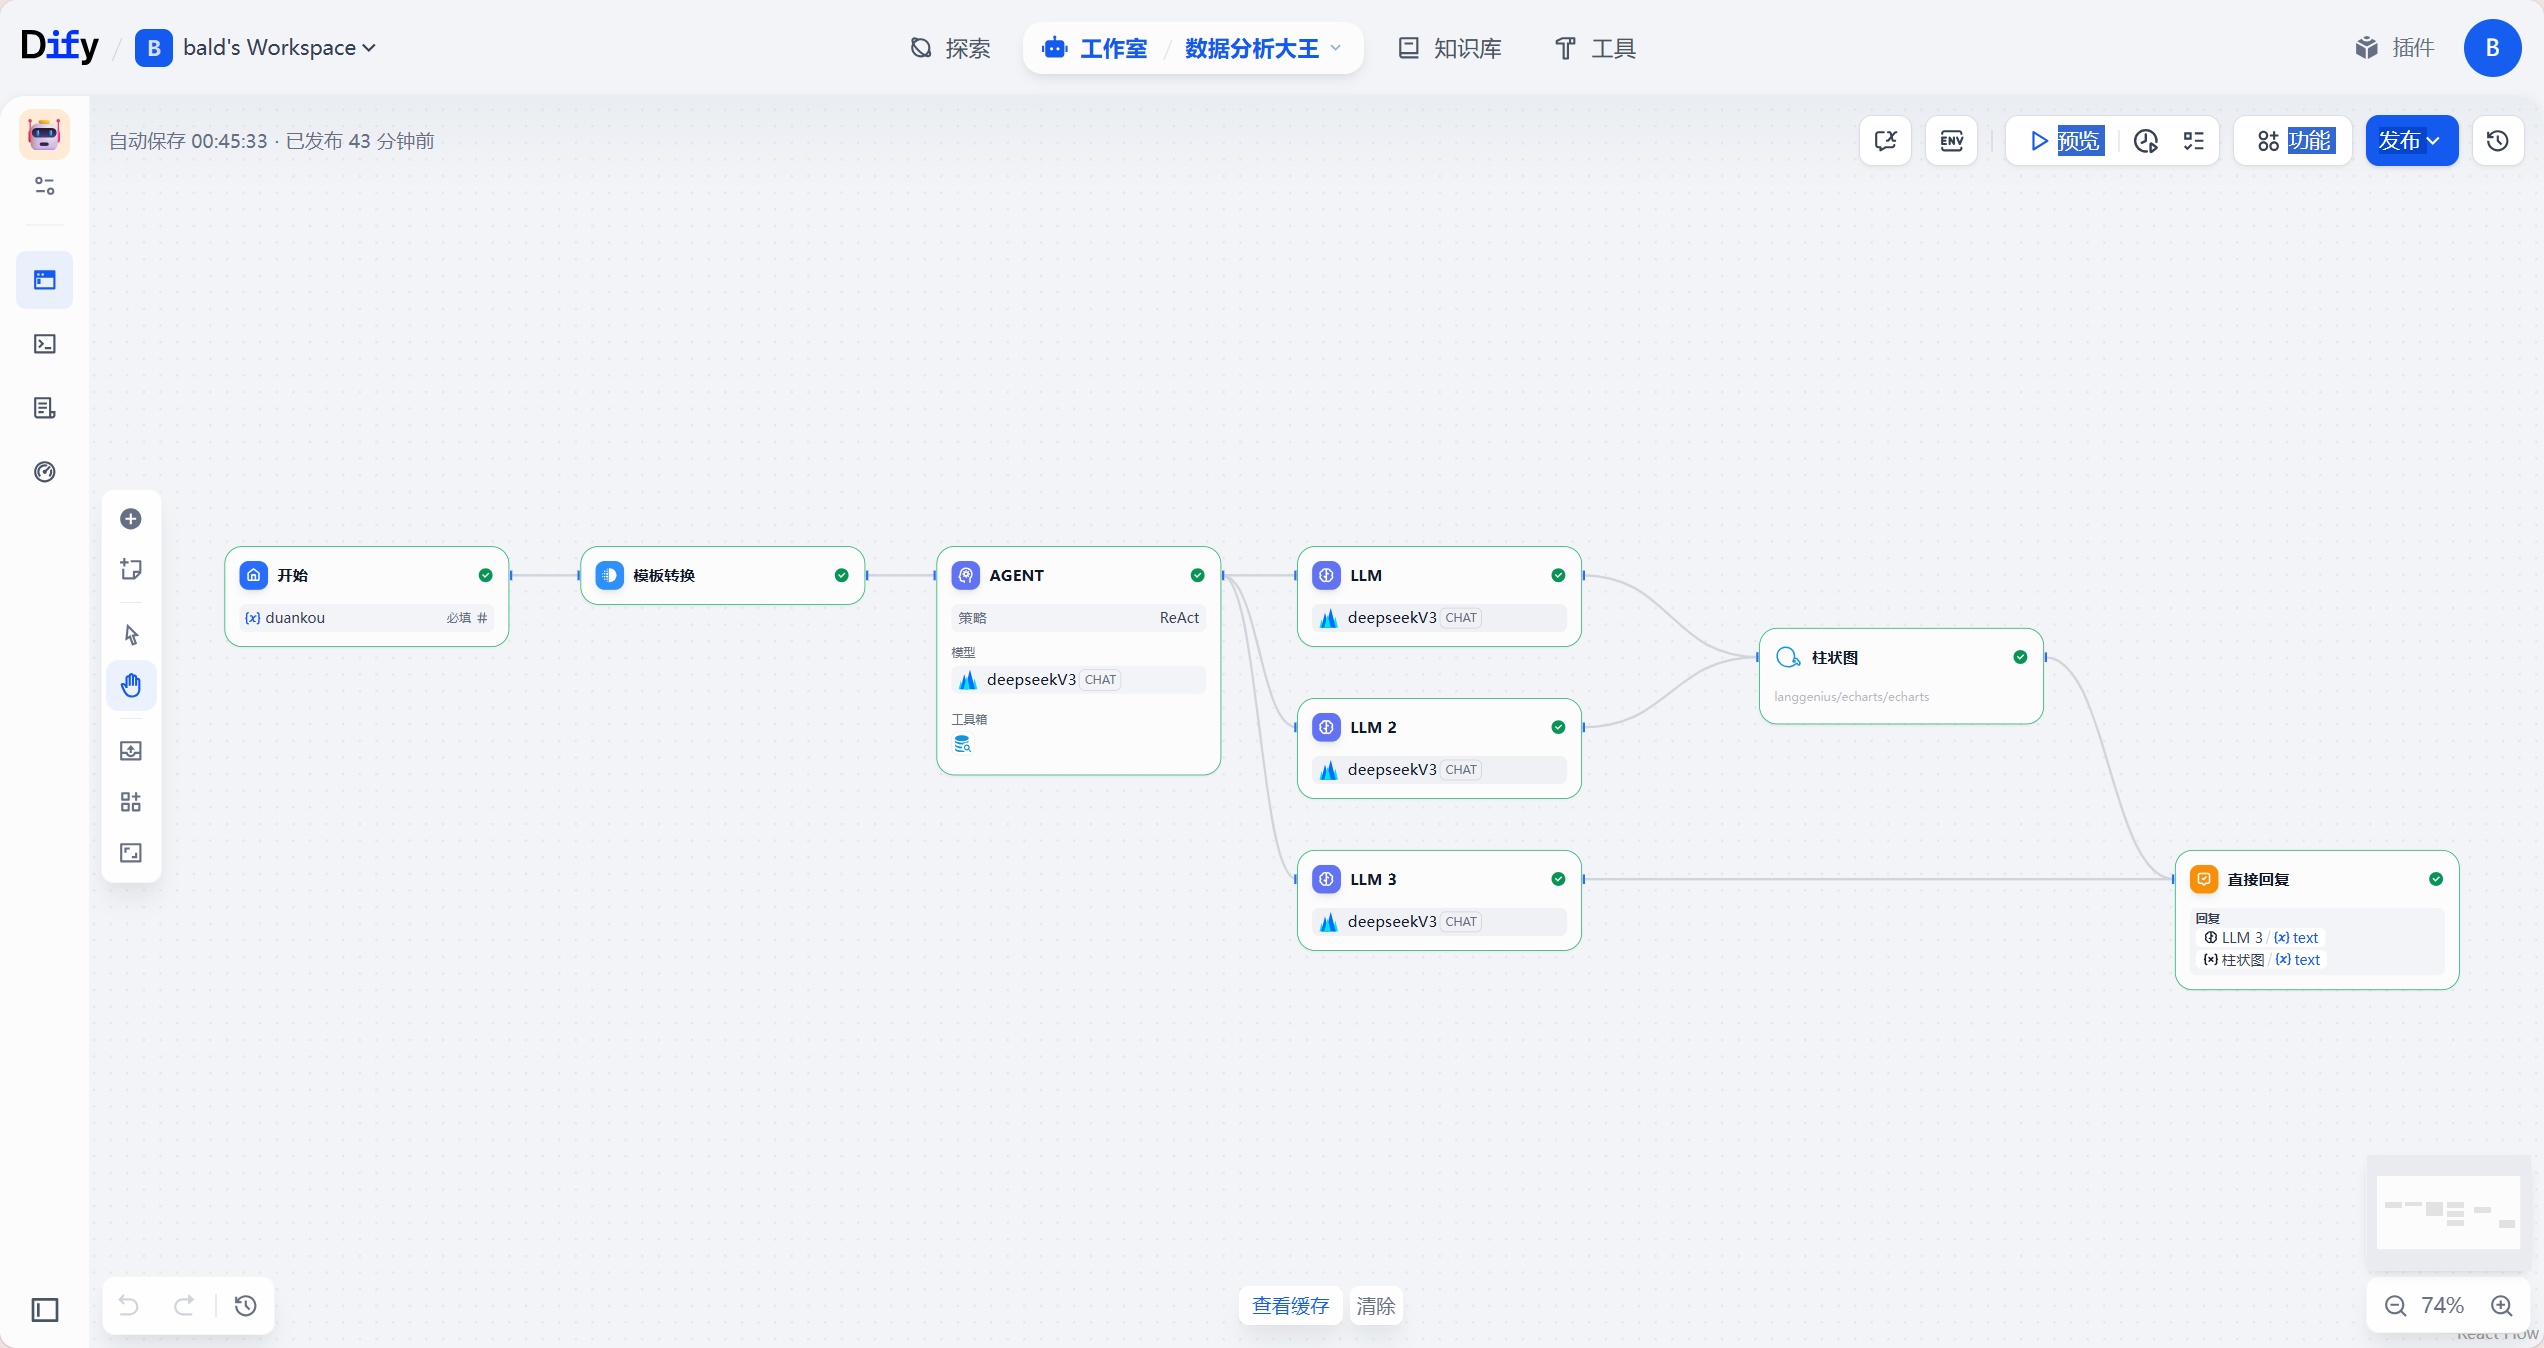 Dify / B bald's Workspace
探索
工作室 / 数据分析大王
知识库
工具
插件
B
自动保存 00:45:33 · 已发布 43 分钟前
ENV
预览
功能
发布
开始
{x} duankou 必填 #
模板转换
AGENT
策略 ReAct
模型
deepseekV3 CHAT
工具箱
LLM
deepseekV3 CHAT
LLM 2
deepseekV3 CHAT
LLM 3
deepseekV3 CHAT
柱状图
langgenius/echarts/echarts
直接回复
回复
LLM 3 / {x} text
{x} 柱状图 / {x} text
查看缓存 清除
74%
React Flow